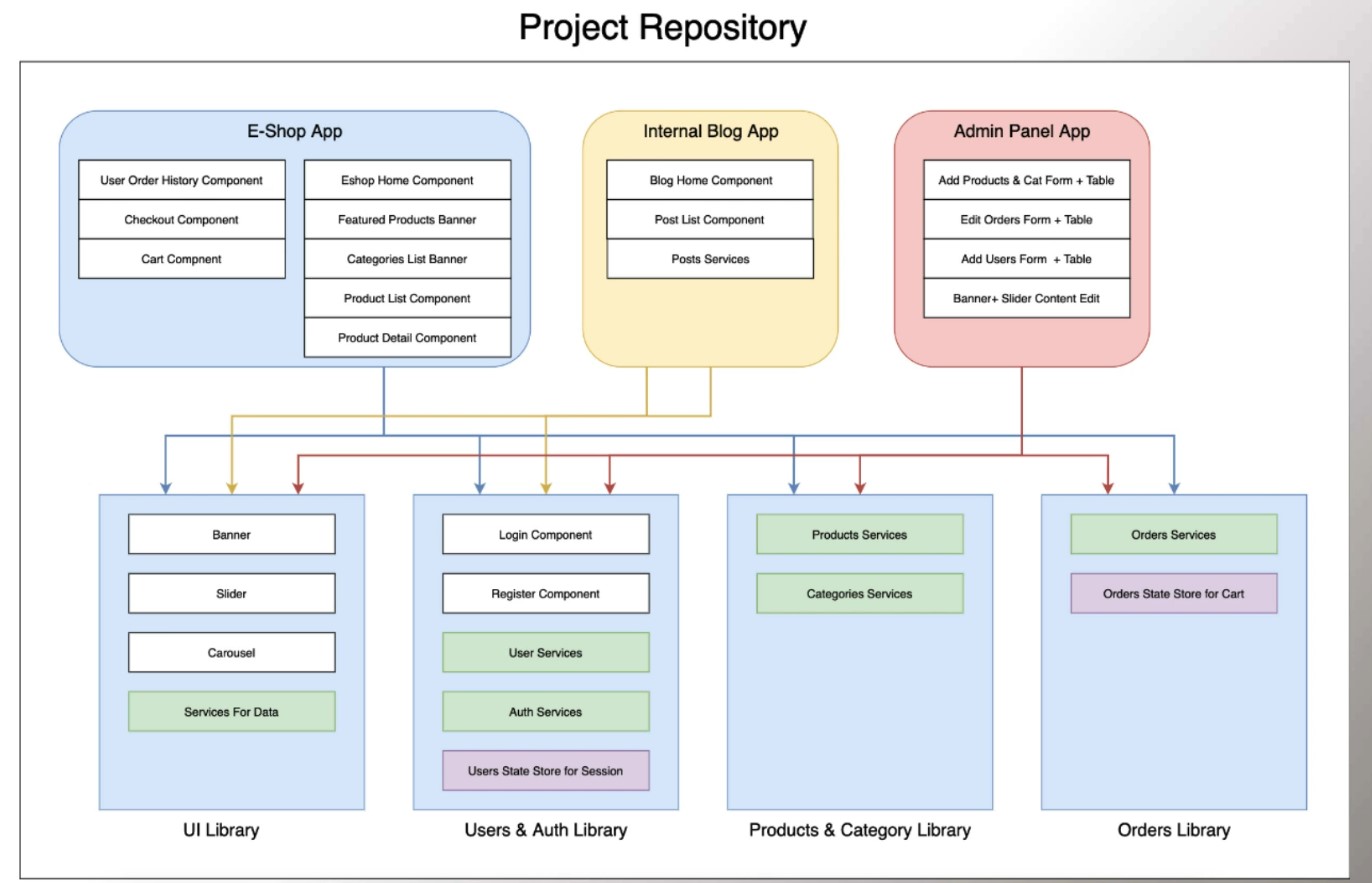 Project Repository
E-Shop App
User Order History Component
Checkout Component
Cart Compnent
Eshop Home Component
Featured Products Banner
Categories List Banner
Product List Component
Product Detail Component
Internal Blog App
Blog Home Component
Post List Component
Posts Services
Admin Panel App
Add Products & Cat Form + Table
Edit Orders Form + Table
Add Users Form  + Table
Banner+ Slider Content Edit
Banner
Slider
Carousel
Services For Data
UI Library
Login Component
Register Component
User Services
Auth Services
Users State Store for Session
Users & Auth Library
Products Services
Categories Services
Products & Category Library
Orders Services
Orders State Store for Cart
Orders Library